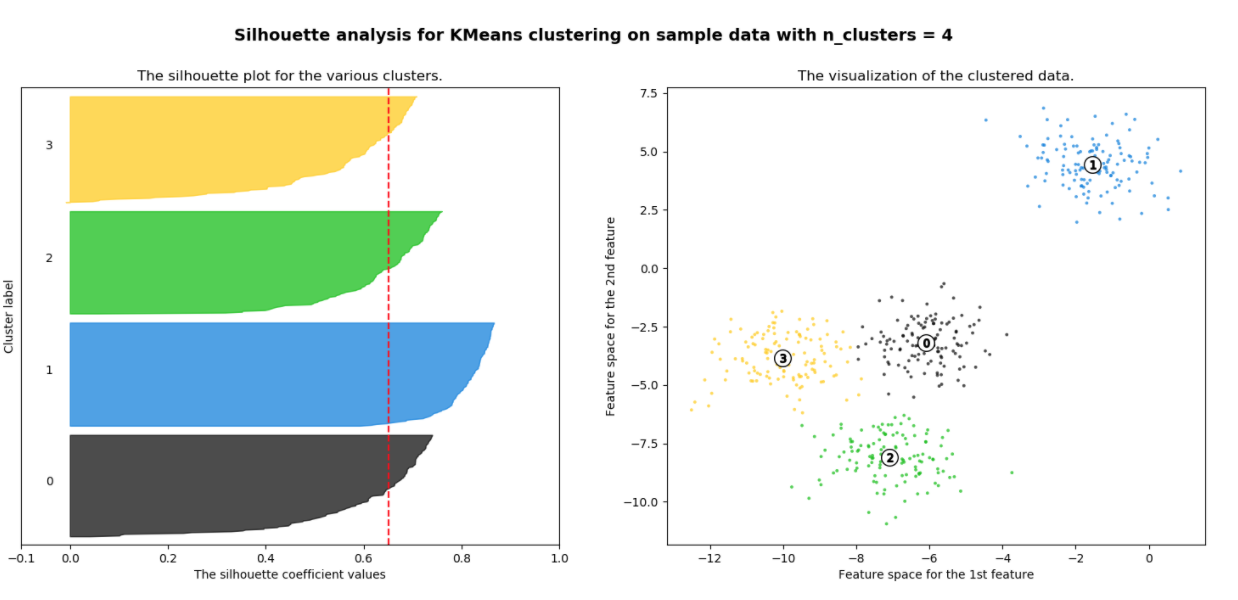 Silhouette analysis for KMeans clustering on sample data with n_clusters = 4
The silhouette plot for the various clusters.
Cluster label
3
2
1
0
−0.1 0.0 0.2 0.4 0.6 0.8 1.0
The silhouette coefficient values
The visualization of the clustered data.
Feature space for the 2nd feature
7.5
5.0
2.5
0.0
−2.5
−5.0
−7.5
−10.0
1
0
3
2
−12 −10 −8 −6 −4 −2 0
Feature space for the 1st feature